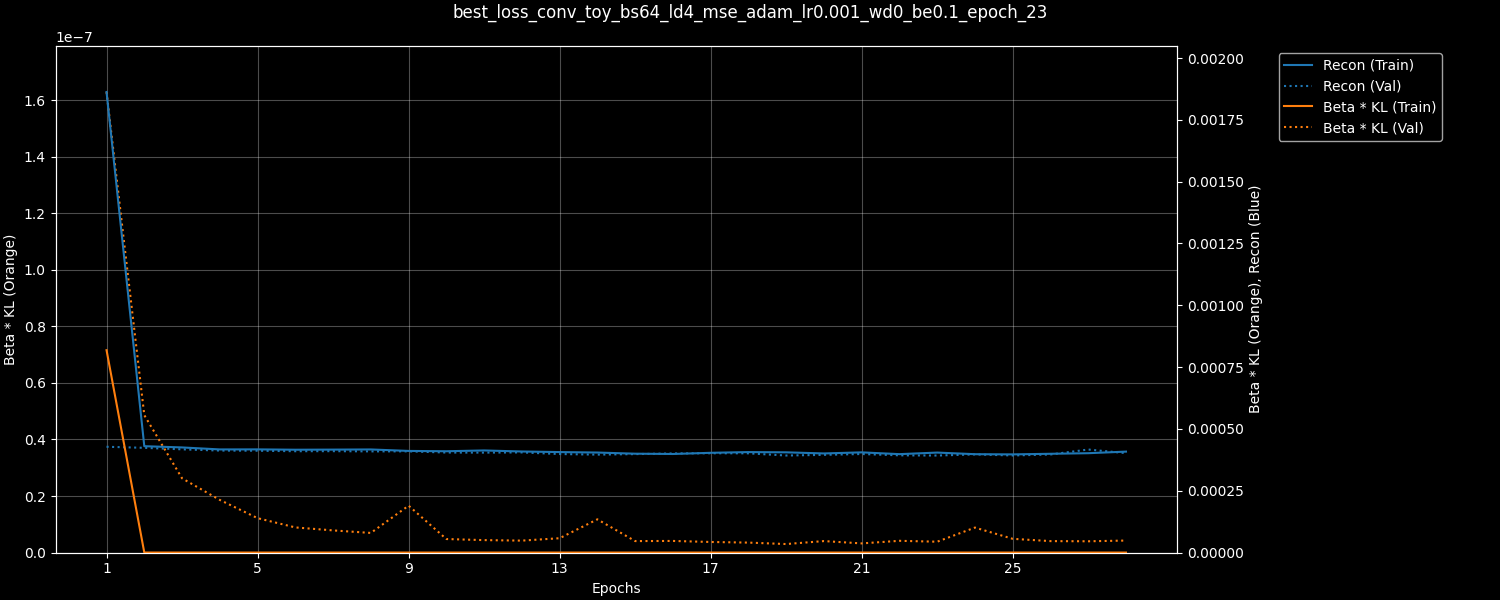 best_loss_conv_toy_bs64_ld4_mse_adam_lr0.001_wd0_be0.1_epoch_23
1e−7
1.6
1.4
1.2
1.0
0.8
0.6
0.4
0.2
0.0
Beta * KL (Orange)
1
5
9
13
17
21
25
Epochs
0.00200
0.00175
0.00150
0.00125
0.00100
0.00075
0.00050
0.00025
0.00000
Beta * KL (Orange), Recon (Blue)
Recon (Train)
Recon (Val)
Beta * KL (Train)
Beta * KL (Val)